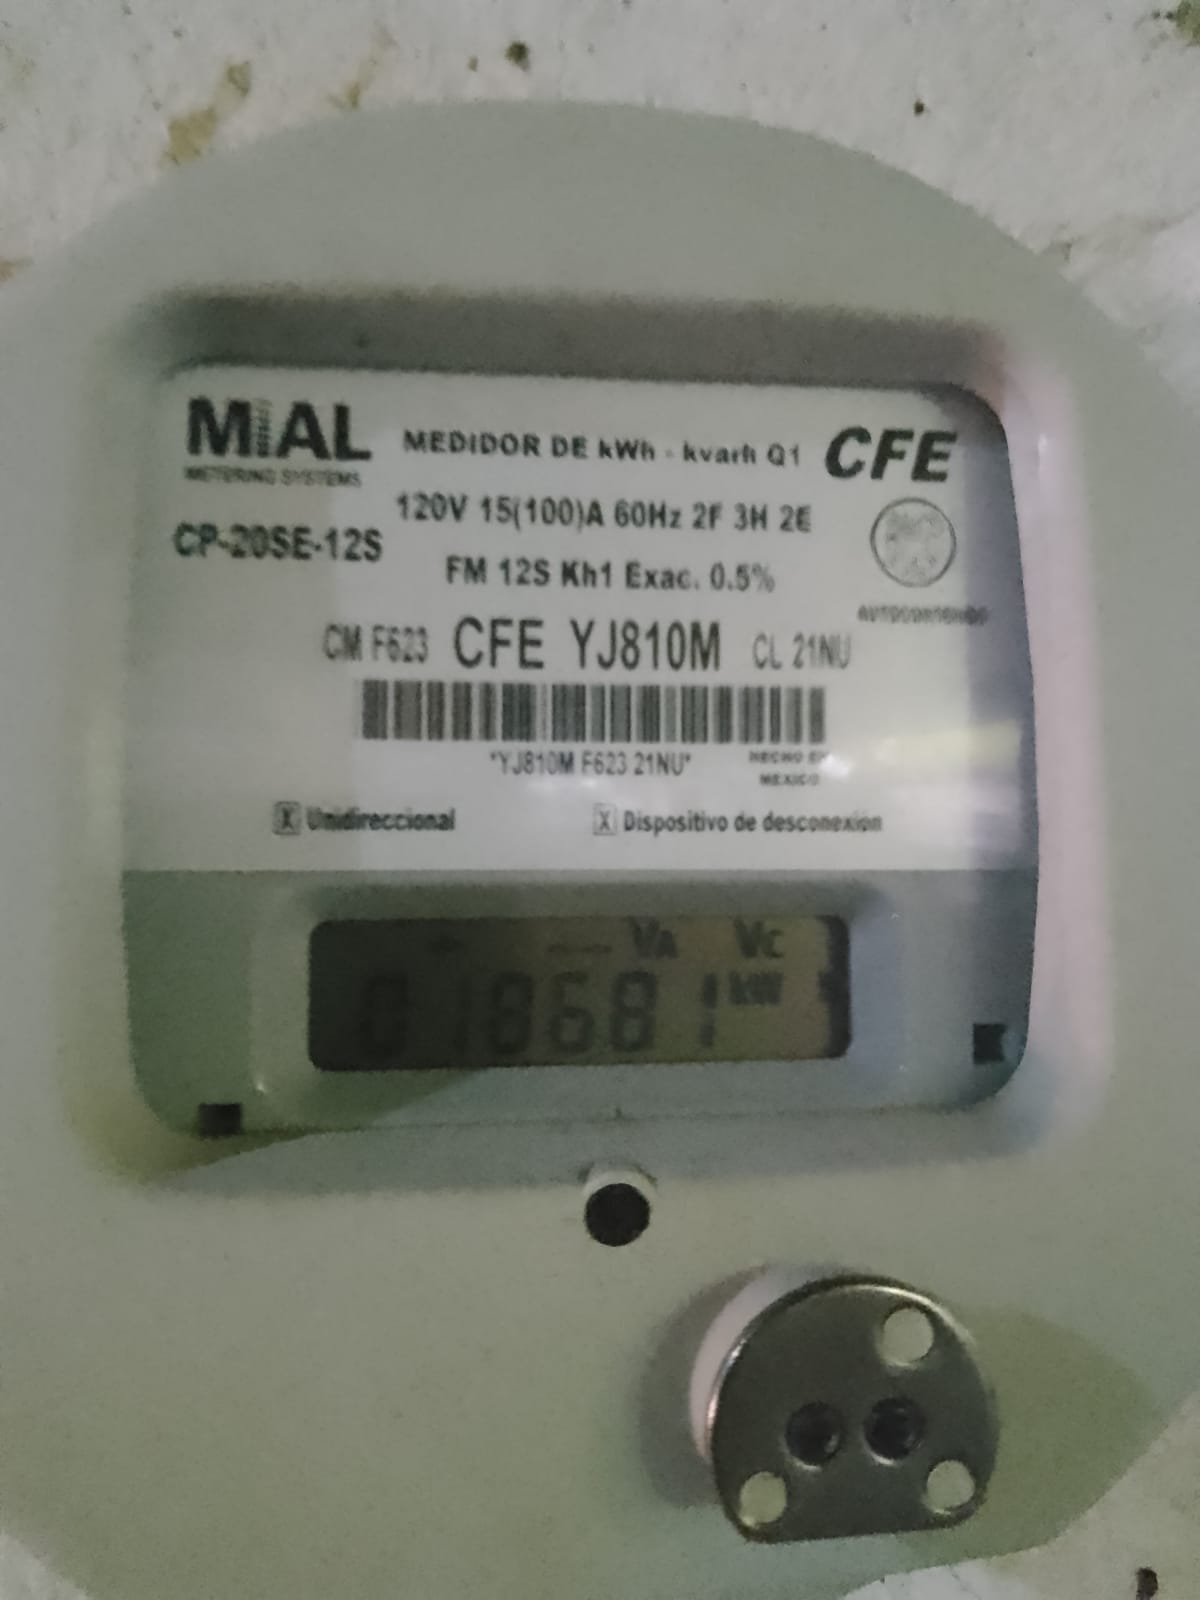 MIAL
METERING SYSTEMS
MEDIDOR DE kWh - kvarh Q1
CFE
120V 15(100)A 60Hz 2F 3H 2E
CP-20SE-12S
FM 12S Kh1 Exac. 0.5%
CM F623 CFE YJ810M CL 21NU
*YJ810M F623 21NU*
HECHO EN
MEXICO
X Unidireccional
X Dispositivo de desconexión
VA VC
018681 kW